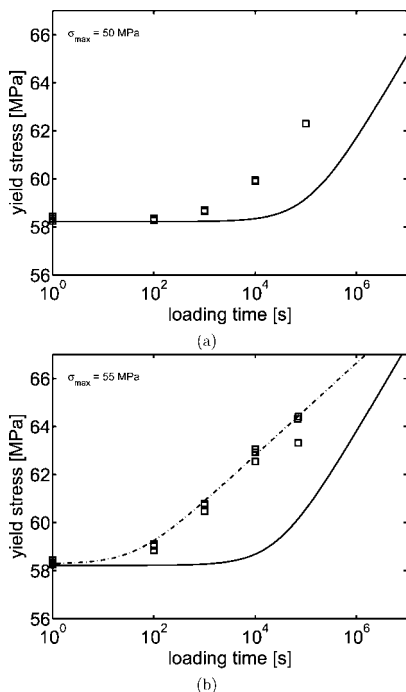 66
64
62
60
58
56
σmax = 50 MPa
yield stress [MPa]
10^0 10^2 10^4 10^6
loading time [s]
(a)
66
64
62
60
58
56
σmax = 55 MPa
yield stress [MPa]
10^0 10^2 10^4 10^6
loading time [s]
(b)